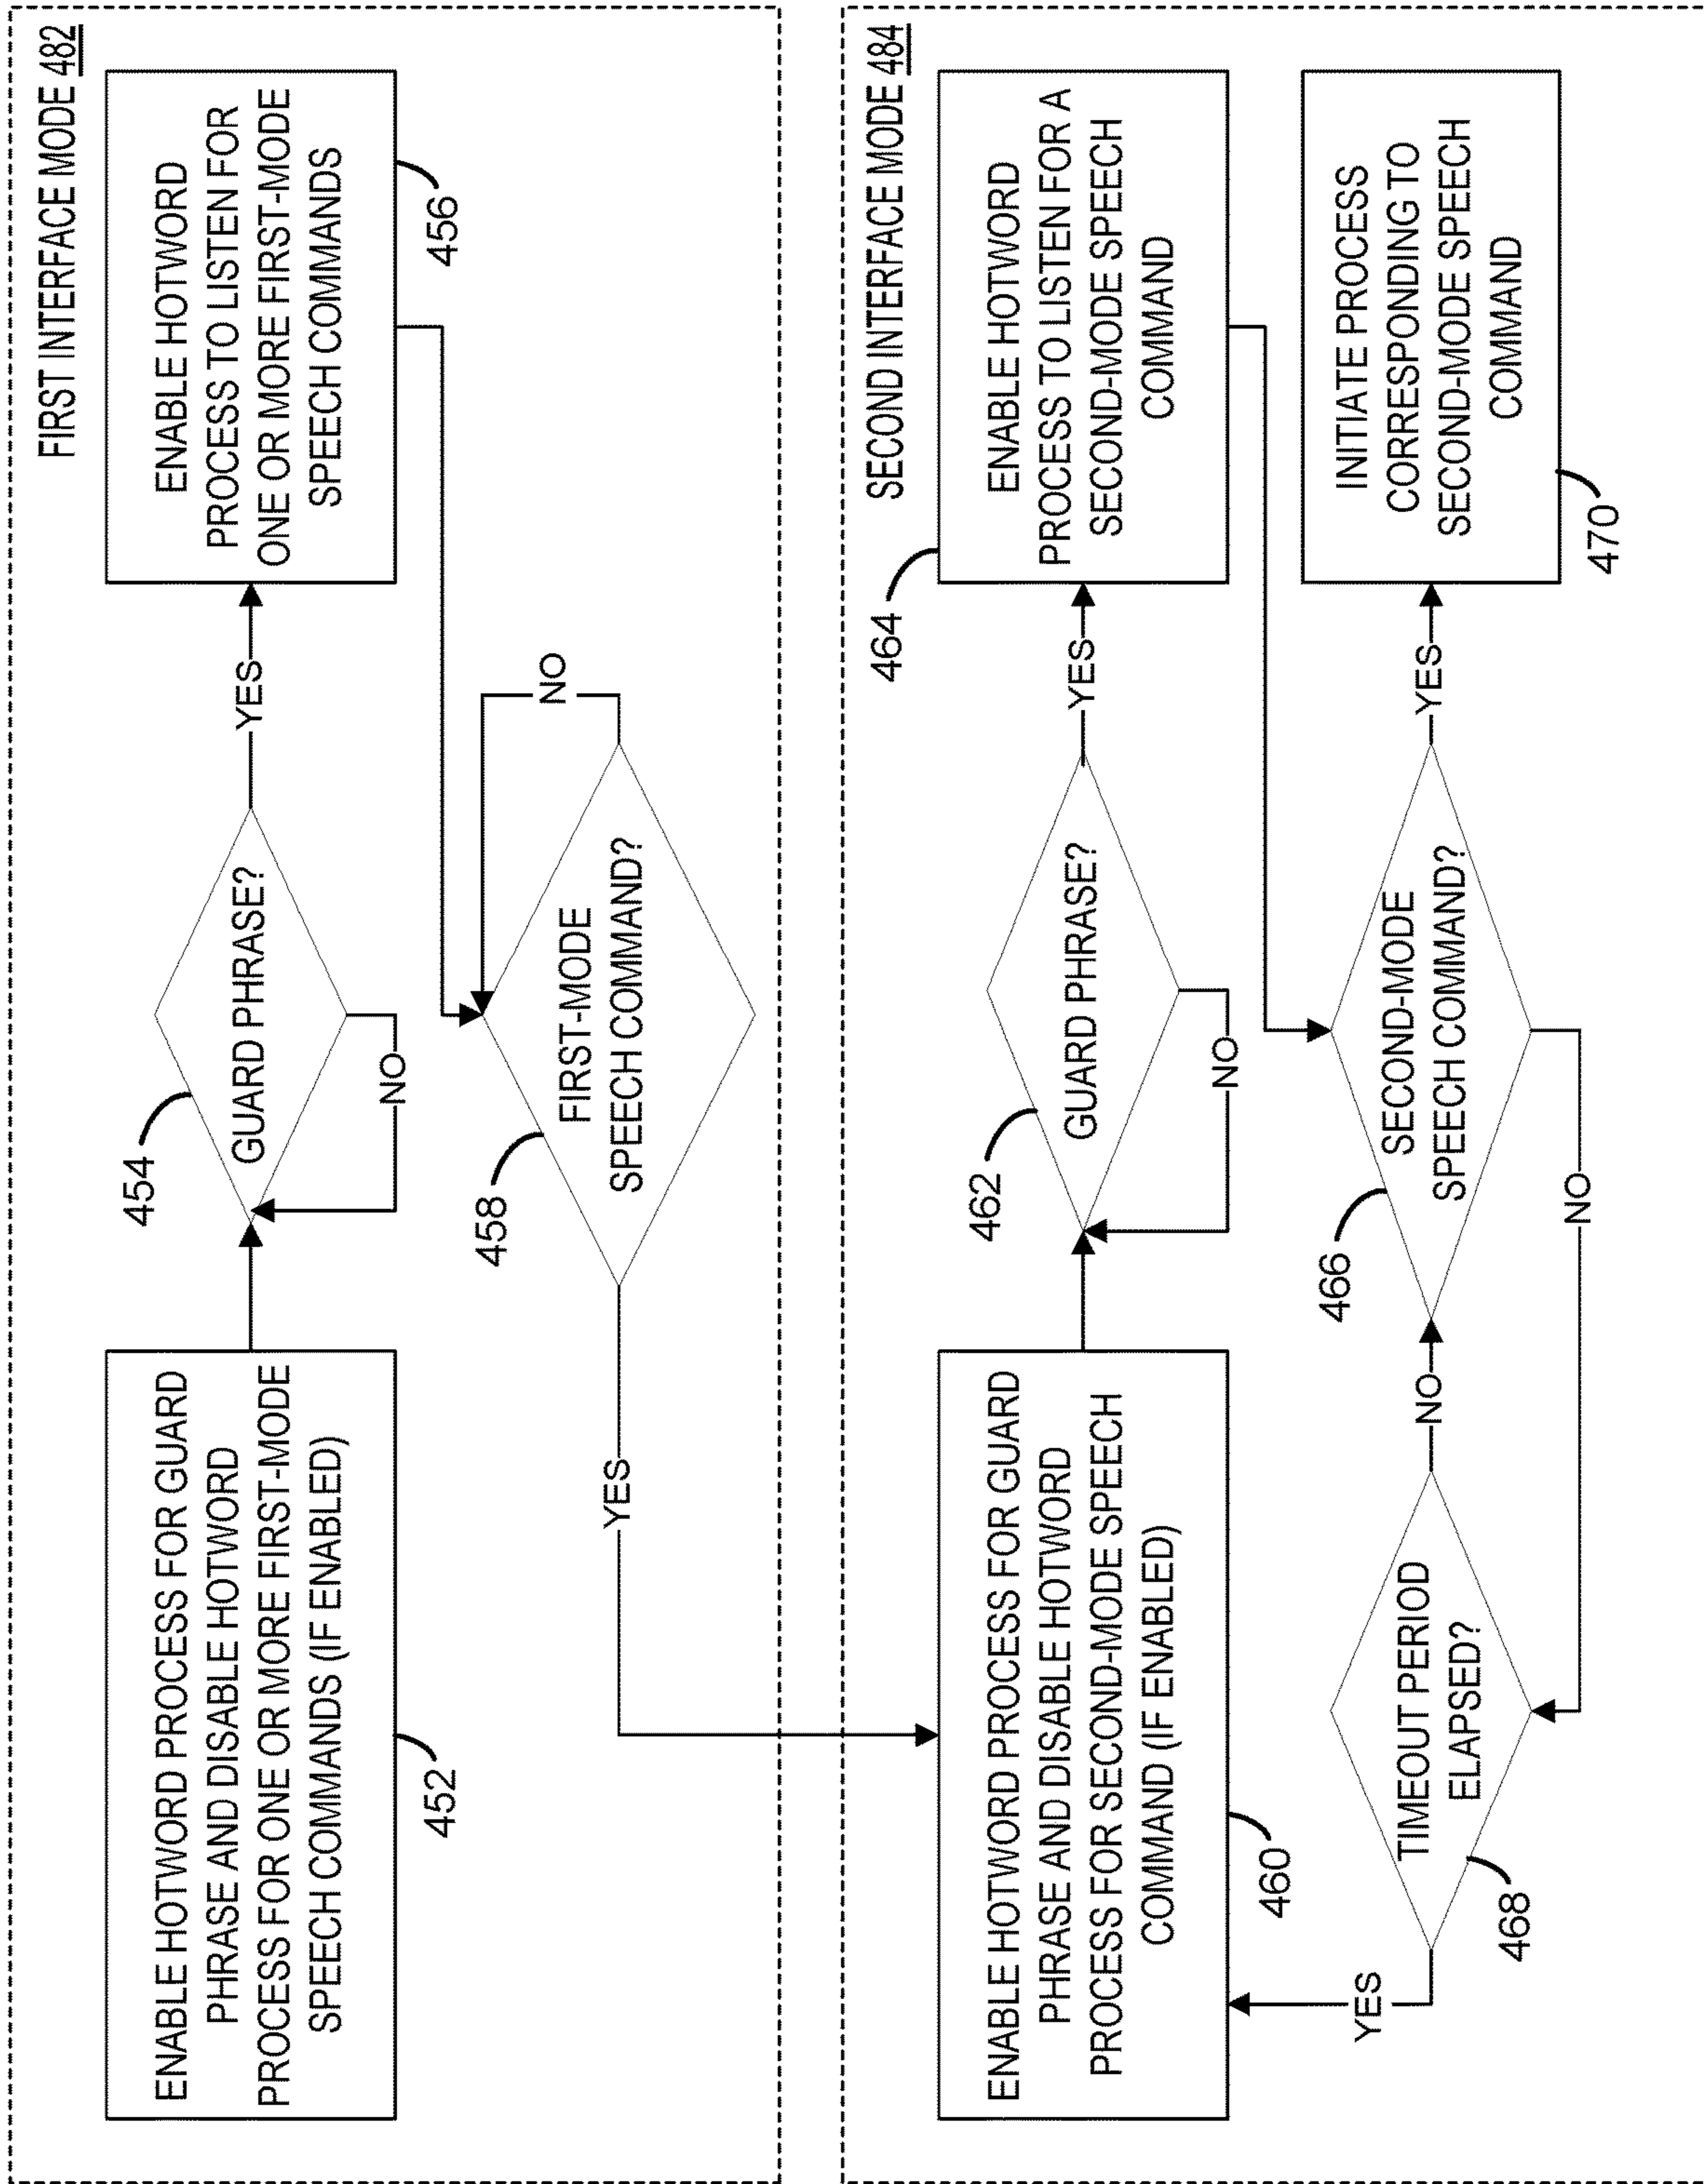 FIRST INTERFACE MODE 482
ENABLE HOTWORD PROCESS FOR GUARD
PHRASE AND DISABLE HOTWORD
PROCESS FOR ONE OR MORE FIRST-MODE
SPEECH COMMANDS (IF ENABLED)
452
GUARD PHRASE?
454
NO
YES
ENABLE HOTWORD
PROCESS TO LISTEN FOR
ONE OR MORE FIRST-MODE
SPEECH COMMANDS
456
FIRST-MODE
SPEECH COMMAND?
458
NO
YES
SECOND INTERFACE MODE 484
ENABLE HOTWORD PROCESS FOR GUARD
PHRASE AND DISABLE HOTWORD
PROCESS FOR SECOND-MODE SPEECH
COMMAND (IF ENABLED)
460
GUARD PHRASE?
462
NO
YES
ENABLE HOTWORD
PROCESS TO LISTEN FOR A
SECOND-MODE SPEECH
COMMAND
464
TIMEOUT PERIOD
ELAPSED?
468
YES
NO
SECOND-MODE
SPEECH COMMAND?
466
NO
YES
INITIATE PROCESS
CORRESPONDING TO
SECOND-MODE SPEECH
COMMAND
470